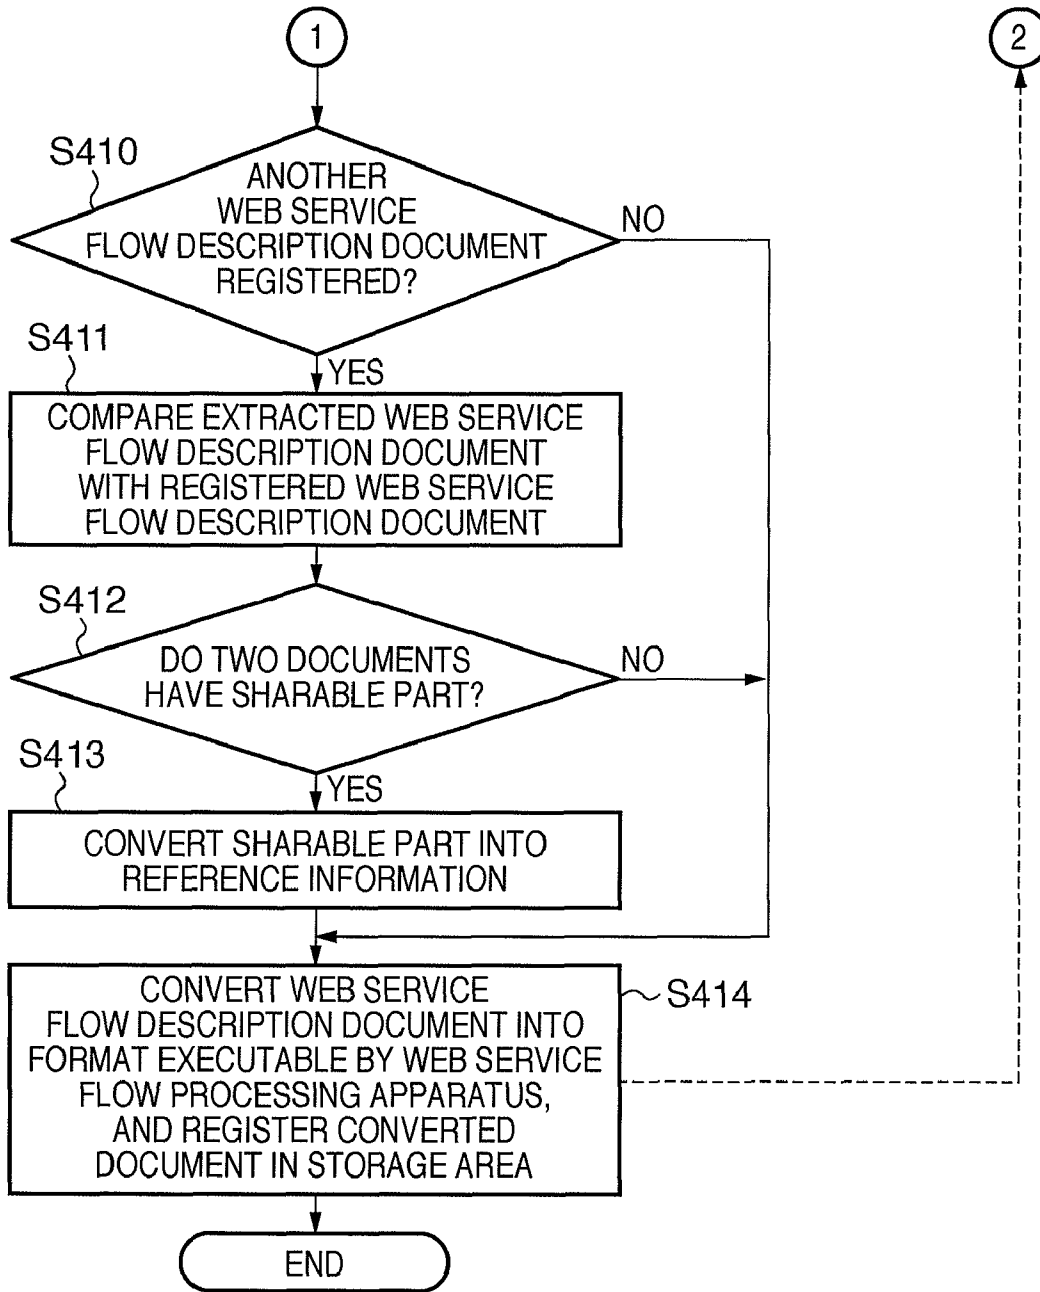 1
2
S410
ANOTHER
WEB SERVICE
FLOW DESCRIPTION DOCUMENT
REGISTERED?
NO
S411
YES
COMPARE EXTRACTED WEB SERVICE
FLOW DESCRIPTION DOCUMENT
WITH REGISTERED WEB SERVICE
FLOW DESCRIPTION DOCUMENT
S412
DO TWO DOCUMENTS
HAVE SHARABLE PART?
NO
S413
YES
CONVERT SHARABLE PART INTO
REFERENCE INFORMATION
CONVERT WEB SERVICE
FLOW DESCRIPTION DOCUMENT INTO
FORMAT EXECUTABLE BY WEB SERVICE
FLOW PROCESSING APPARATUS,
AND REGISTER CONVERTED
DOCUMENT IN STORAGE AREA
S414
END